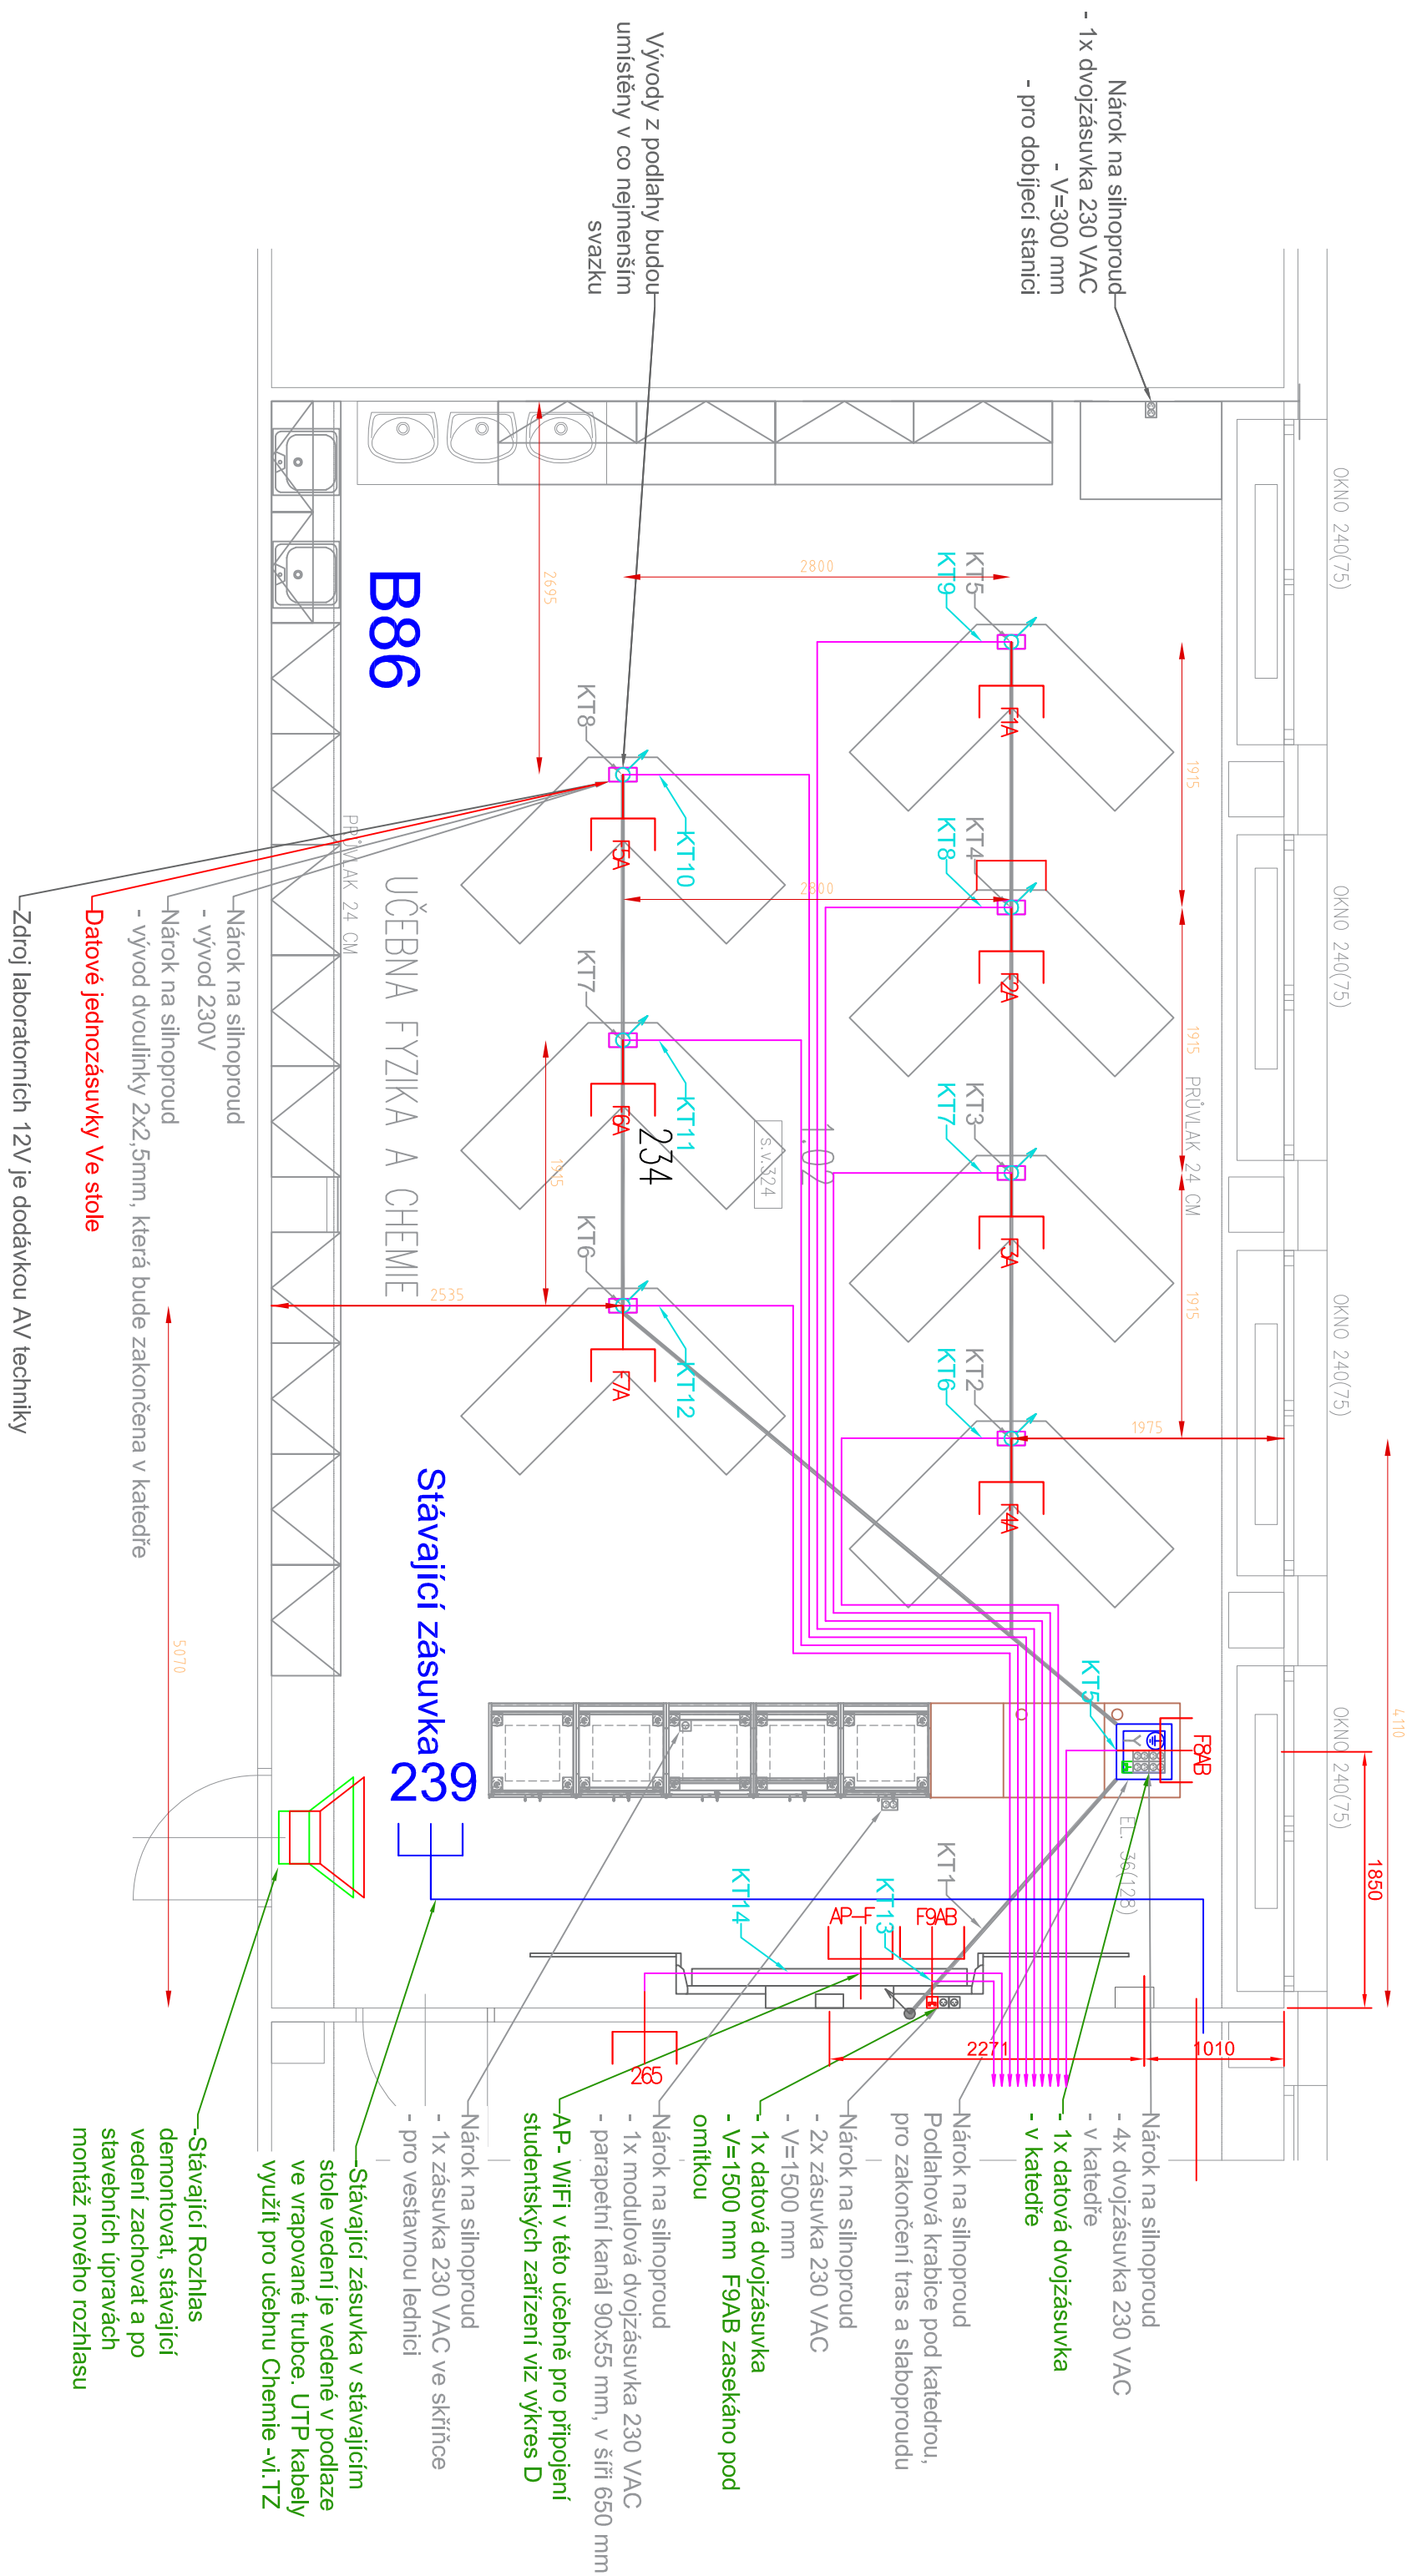 Nárok na silnoproud
- 1x dvojzásuvka 230 VAC
- V=300 mm
- pro dobíjecí stanici
Vývody z podlahy budou
umístěny v co nejmenším
svazku
OKNO 240(75)
OKNO 240(75)
OKNO 240(75)
OKNO 240(75)
4110
1850
1915
1915
PRŮVLAK 24 CM
1915
1975
2800
2800
2695
1915
2535
5070
2271
1010
KT5
KT9
F1A
KT4
KT8
F2A
KT3
KT7
F3A
KT2
KT6
F4A
KT8
KT10
F5A
KT7
KT11
F6A
KT6
KT12
F7A
1.02
s.v.324
234
B86
UČEBNA FYZIKA A CHEMIE
PRŮVLAK 24 CM
KT5
Y
F8AB
EL. 36(12B)
KT1
KT13
F9AB
AP-F
KT14
265
Stávající zásuvka
239
Nárok na silnoproud
- vývod 230V
Nárok na silnoproud
- vývod dvoulinky 2x2,5mm, která bude zakončena v katedře
Datové jednozásuvky Ve stole
Zdroj laboratorních 12V je dodávkou AV techniky
Nárok na silnoproud
- 4x dvojzásuvka 230 VAC
- v katedře
- 1x datová dvojzásuvka
- v katedře
Nárok na silnoproud
Podlahová krabice pod katedrou,
pro zakončení tras a slaboproudu
Nárok na silnoproud
- 2x zásuvka 230 VAC
- V=1500 mm
- 1x datová dvojzásuvka
- V=1500 mm F9AB zasekáno pod
omítkou
Nárok na silnoproud
- 1x modulová dvojzásuvka 230 VAC
- parapetní kanál 90x55 mm, v šíři 650 mm
AP- WiFi v této učebně pro připojení
studentských zařízení viz výkres D
Nárok na silnoproud
- 1x zásuvka 230 VAC ve skříňce
- pro vestavnou lednici
-Stávající zásuvka v stávajícím
stole vedení je vedené v podlaze
ve vrapované trubce. UTP kabely
využít pro učebnu Chemie -vi.TZ
-Stávající Rozhlas
demontovat, stávající
vedení zachovat a po
stavebních úpravách
montáž nového rozhlasu